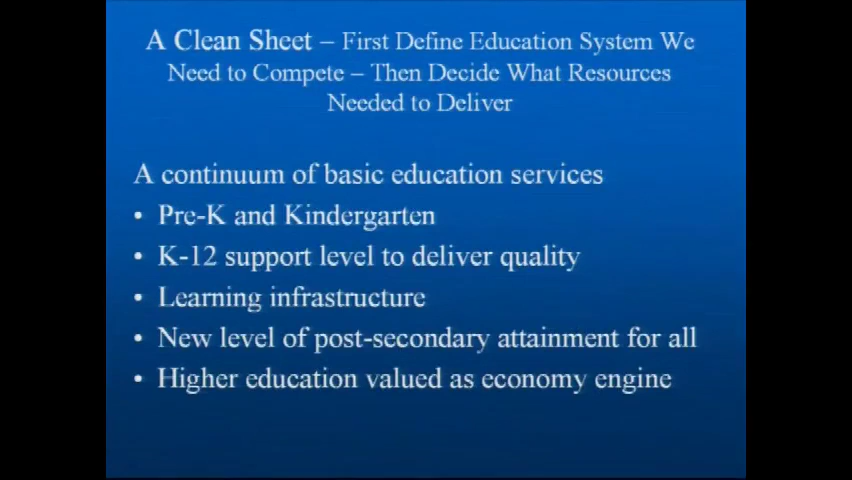 A Clean Sheet – First Define Education System We
Need to Compete – Then Decide What Resources
Needed to Deliver
A continuum of basic education services
• Pre-K and Kindergarten
• K-12 support level to deliver quality
• Learning infrastructure
• New level of post-secondary attainment for all
• Higher education valued as economy engine